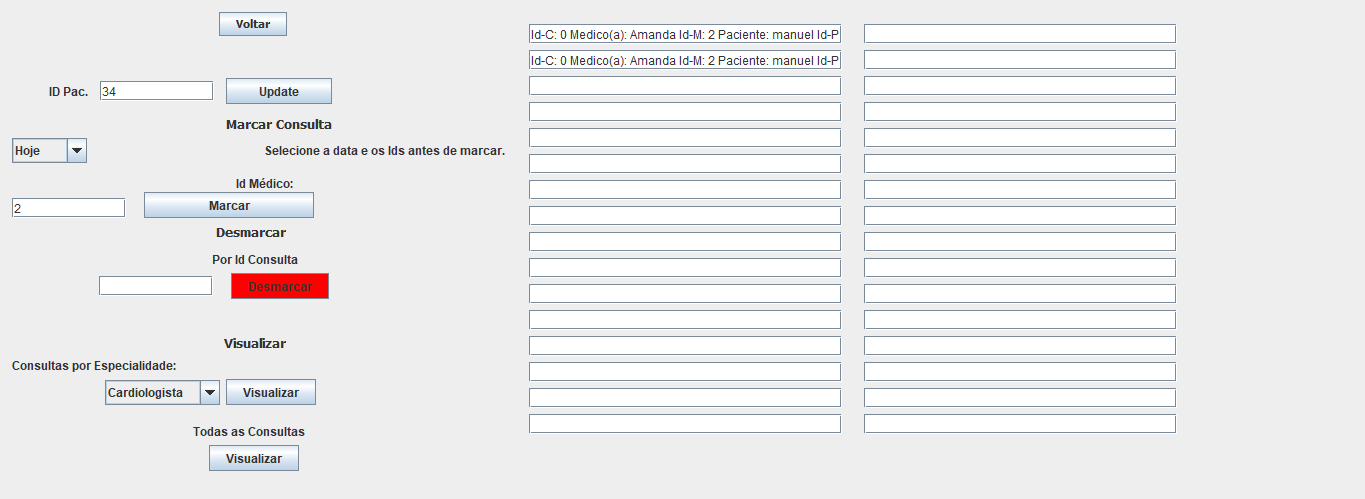 Voltar
Id-C: 0 Medico(a): Amanda Id-M: 2 Paciente: manuel Id-P
Id-C: 0 Medico(a): Amanda Id-M: 2 Paciente: manuel Id-P
ID Pac. 34 Update
Marcar Consulta
Hoje Selecione a data e os Ids antes de marcar.
Id Médico:
2 Marcar
Desmarcar
Por Id Consulta
Desmarcar
Visualizar
Consultas por Especialidade:
Cardiologista Visualizar
Todas as Consultas
Visualizar